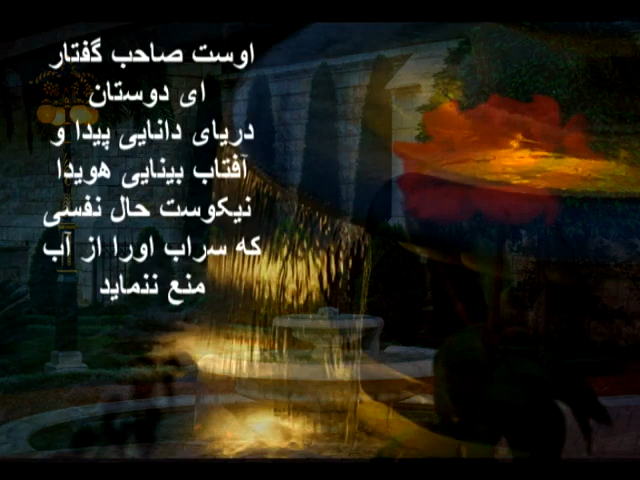 اوست صاحب گفتار
ای دوستان
دریای دانایی پیدا و
آفتاب بینایی هویدا
نیکوست حال نفسی
که سراب اورا از آب
منع ننماید